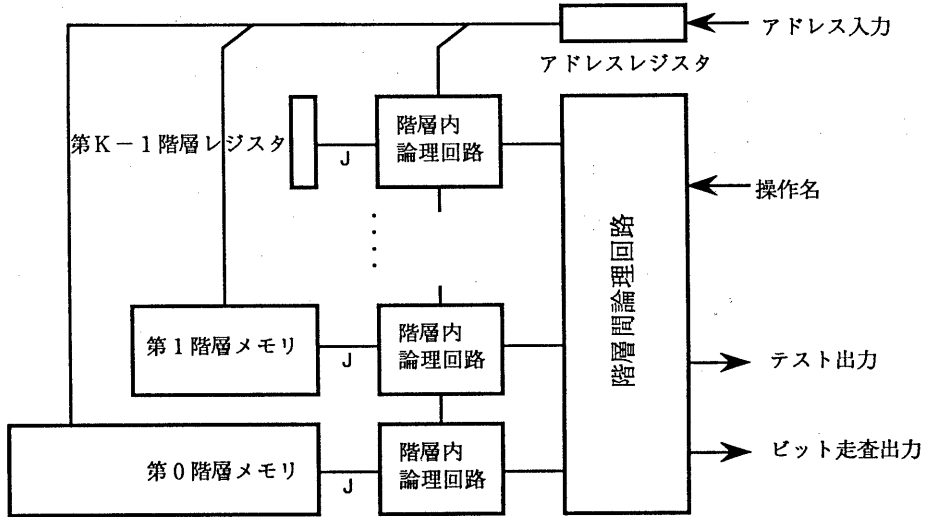 アドレス入力
アドレスレジスタ
第K－1階層レジスタ
J
階層内
論理回路
操作名
階層間論理回路
第1階層メモリ
J
階層内
論理回路
テスト出力
第0階層メモリ
J
階層内
論理回路
ビット走査出力